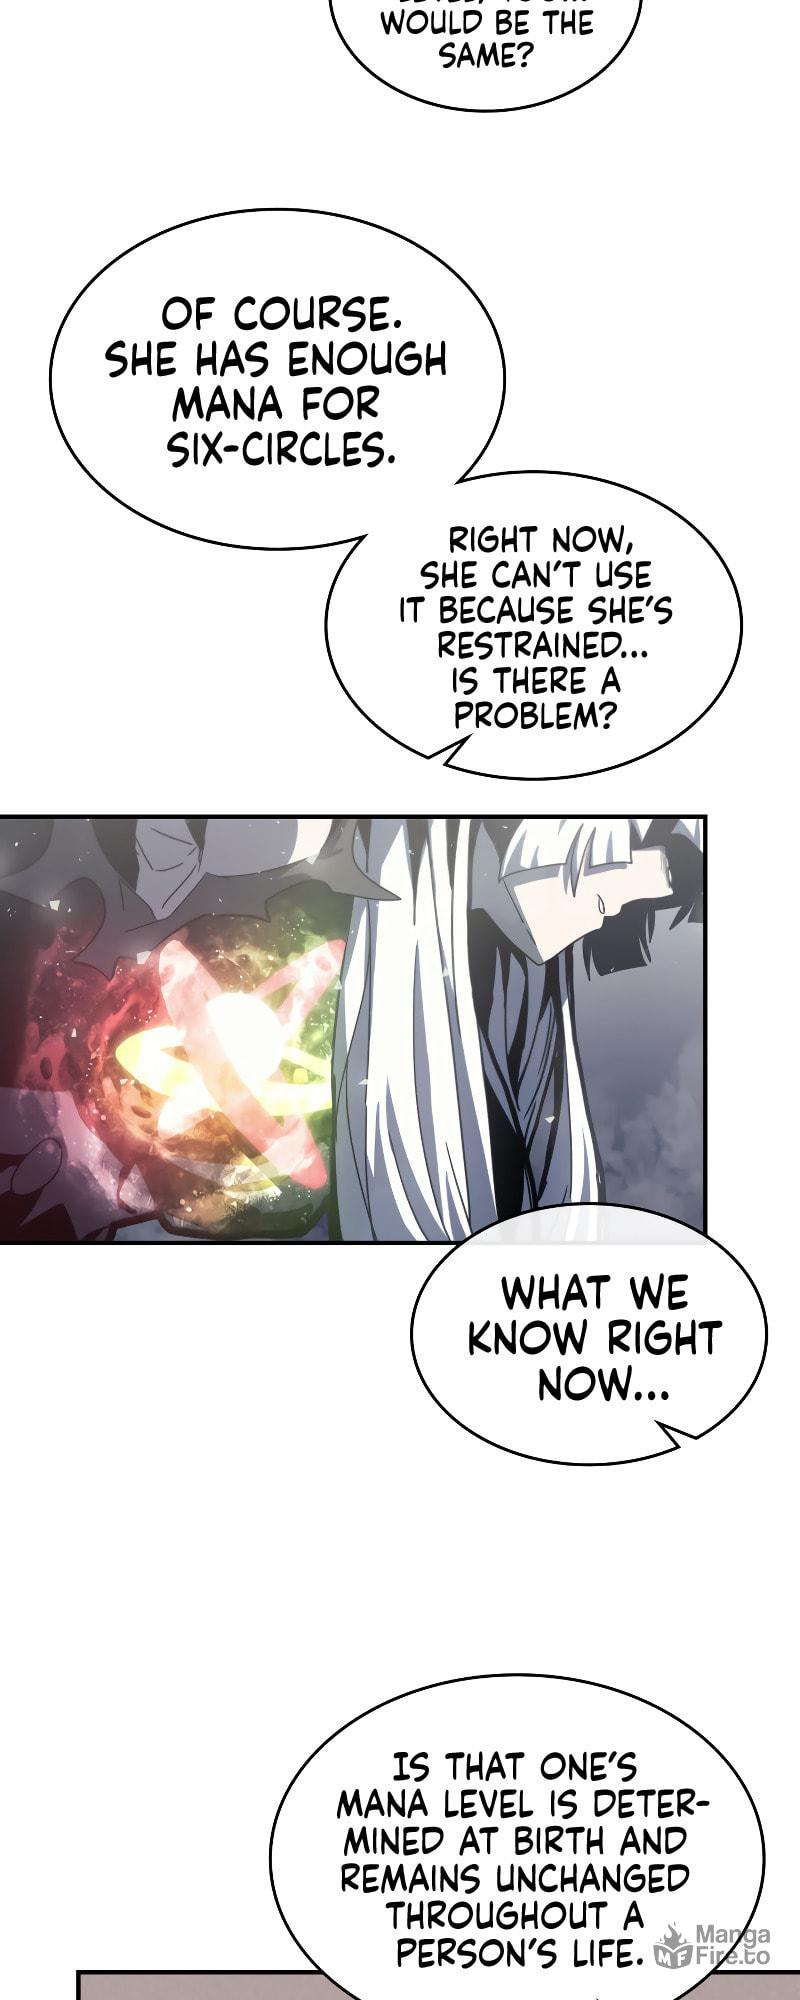 WOULD BE THE
SAME?
OF COURSE.
SHE HAS ENOUGH
MANA FOR
SIX-CIRCLES.
RIGHT NOW,
SHE CAN'T USE
IT BECAUSE SHE'S
RESTRAINED...
IS THERE A
PROBLEM?
WHAT WE
KNOW RIGHT
NOW...
IS THAT ONE'S
MANA LEVEL IS DETER-
MINED AT BIRTH AND
REMAINS UNCHANGED
THROUGHOUT A
PERSON'S LIFE.
Manga
MF Fire.to